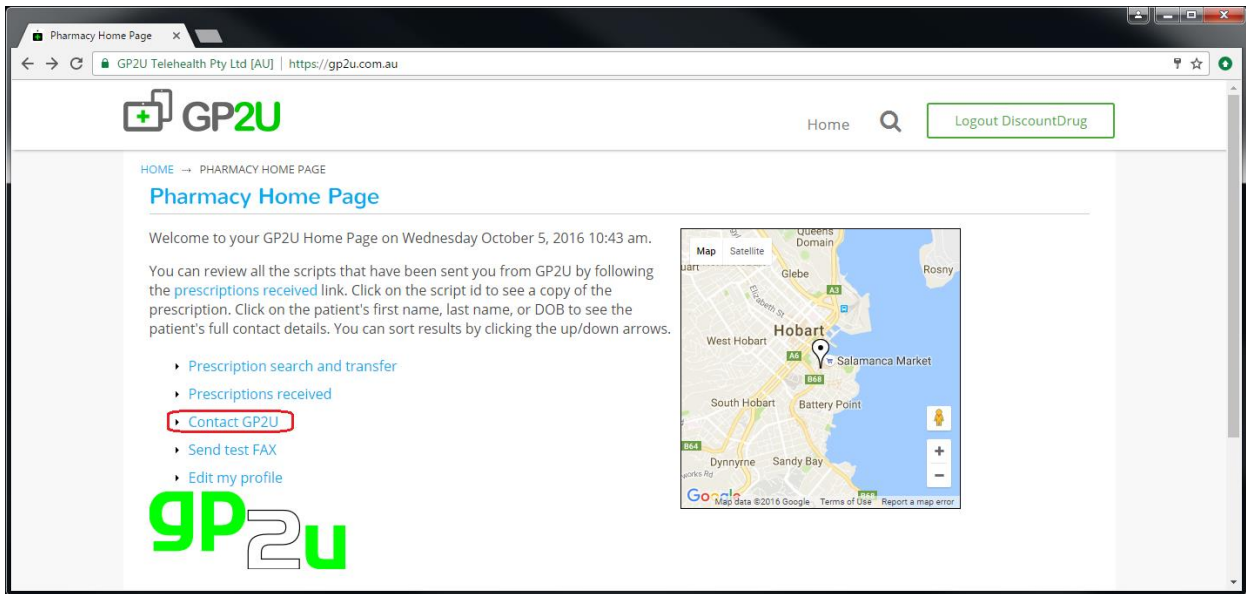 Pharmacy Home Page
GP2U Telehealth Pty Ltd [AU] | https://gp2u.com.au
GP2U
Home
Logout DiscountDrug
HOME → PHARMACY HOME PAGE
Pharmacy Home Page
Welcome to your GP2U Home Page on Wednesday October 5, 2016 10:43 am.
You can review all the scripts that have been sent you from GP2U by following
the prescriptions received link. Click on the script id to see a copy of the
prescription. Click on the patient's first name, last name, or DOB to see the
patient's full contact details. You can sort results by clicking the up/down arrows.
Prescription search and transfer
Prescriptions received
Contact GP2U
Send test FAX
Edit my profile
gp2u
Map Satellite
Queens
Domain
Glebe
Rosny
A3
Elizabeth St
Hobart
West Hobart
A6
Salamanca Market
B68
South Hobart
Battery Point
B64
Dynnyrne
Sandy Bay
B68
Google
Map data ©2016 Google Terms of Use Report a map error